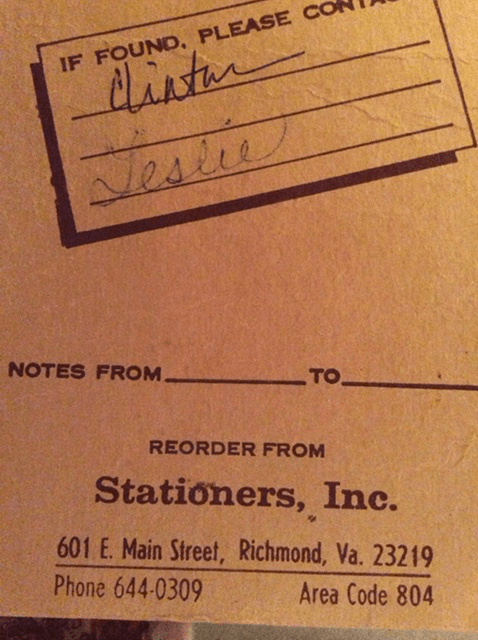 IF FOUND, PLEASE
Clinton
Leslie
NOTES FROM TO
REORDER FROM
Stationers, Inc.
601 E. Main Street, Richmond, Va. 23219
Phone 644-0309 Area Code 804